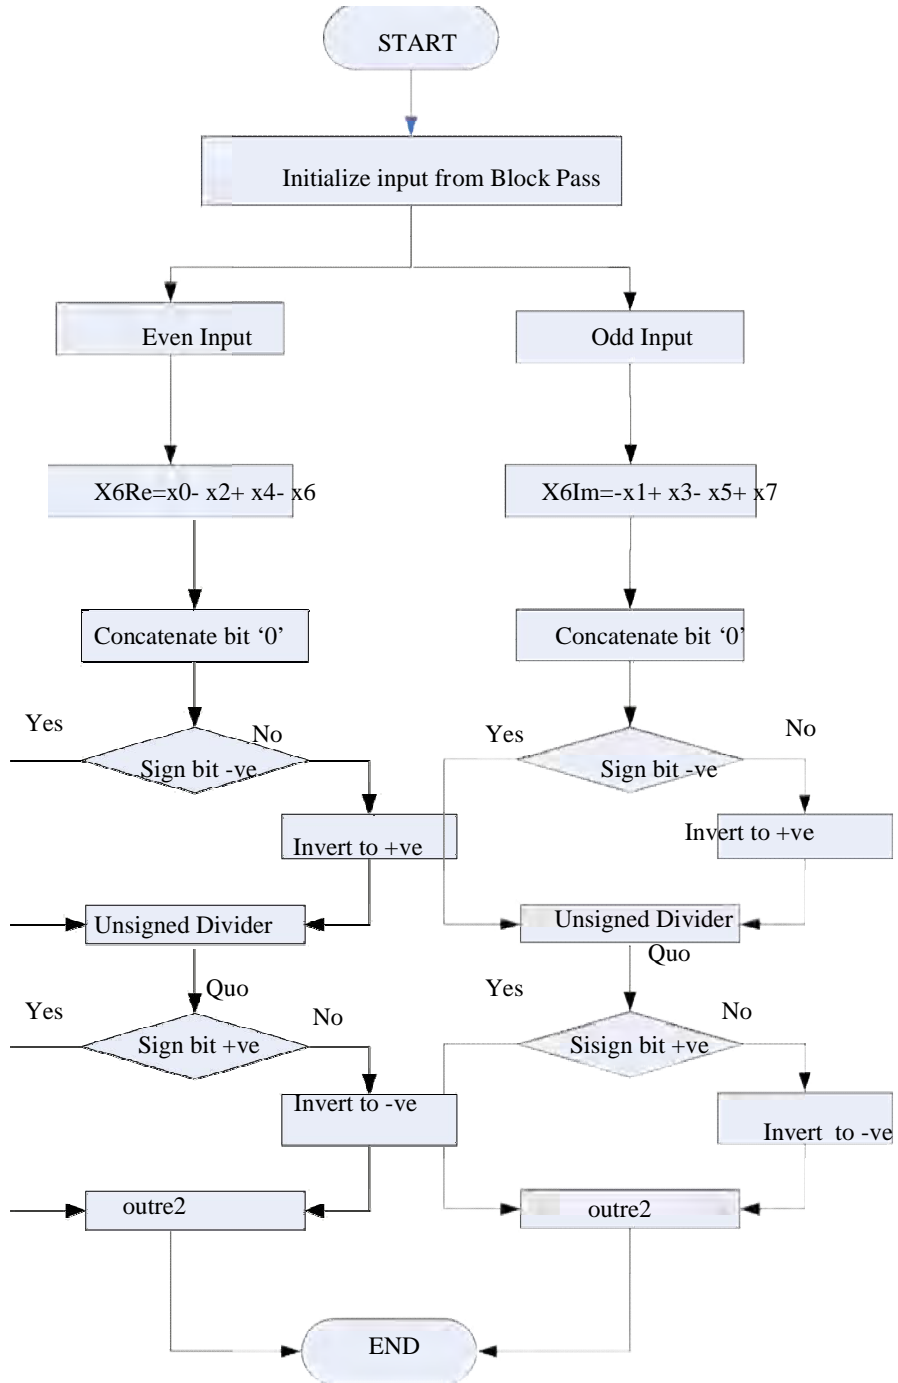 START
Initialize input from Block Pass
Even Input
Odd Input
X6Re=x0- x2+ x4- x6
X6Im=-x1+ x3- x5+ x7
Concatenate bit ‘0’
Concatenate bit ‘0’
Yes
No
Yes
No
Sign bit -ve
Sign bit -ve
Invert to +ve
Invert to +ve
Unsigned Divider
Unsigned Divider
Quo
Quo
Yes
No
Yes
No
Sign bit +ve
Sisign bit +ve
Invert to -ve
Invert to -ve
outre2
outre2
END